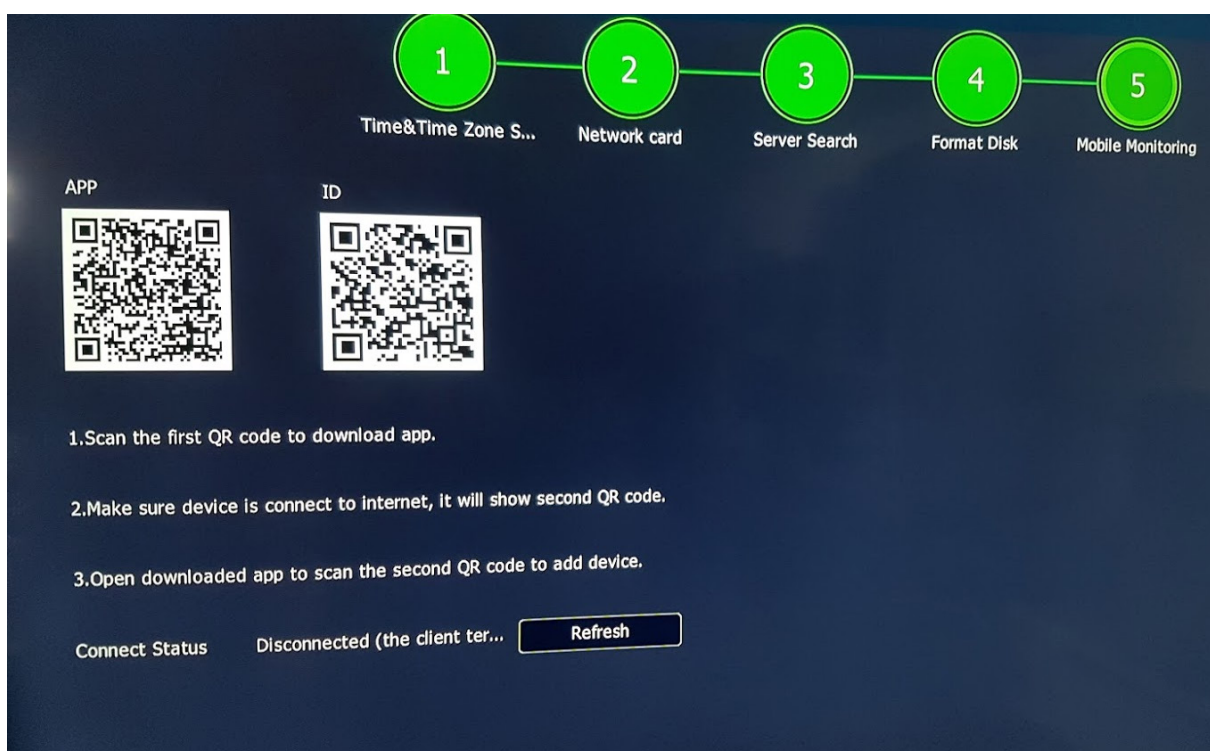 1
2
3
4
5
Time&Time Zone S...
Network card
Server Search
Format Disk
Mobile Monitoring
APP
ID
1.Scan the first QR code to download app.
2.Make sure device is connect to internet, it will show second QR code.
3.Open downloaded app to scan the second QR code to add device.
Connect Status Disconnected (the client ter... Refresh